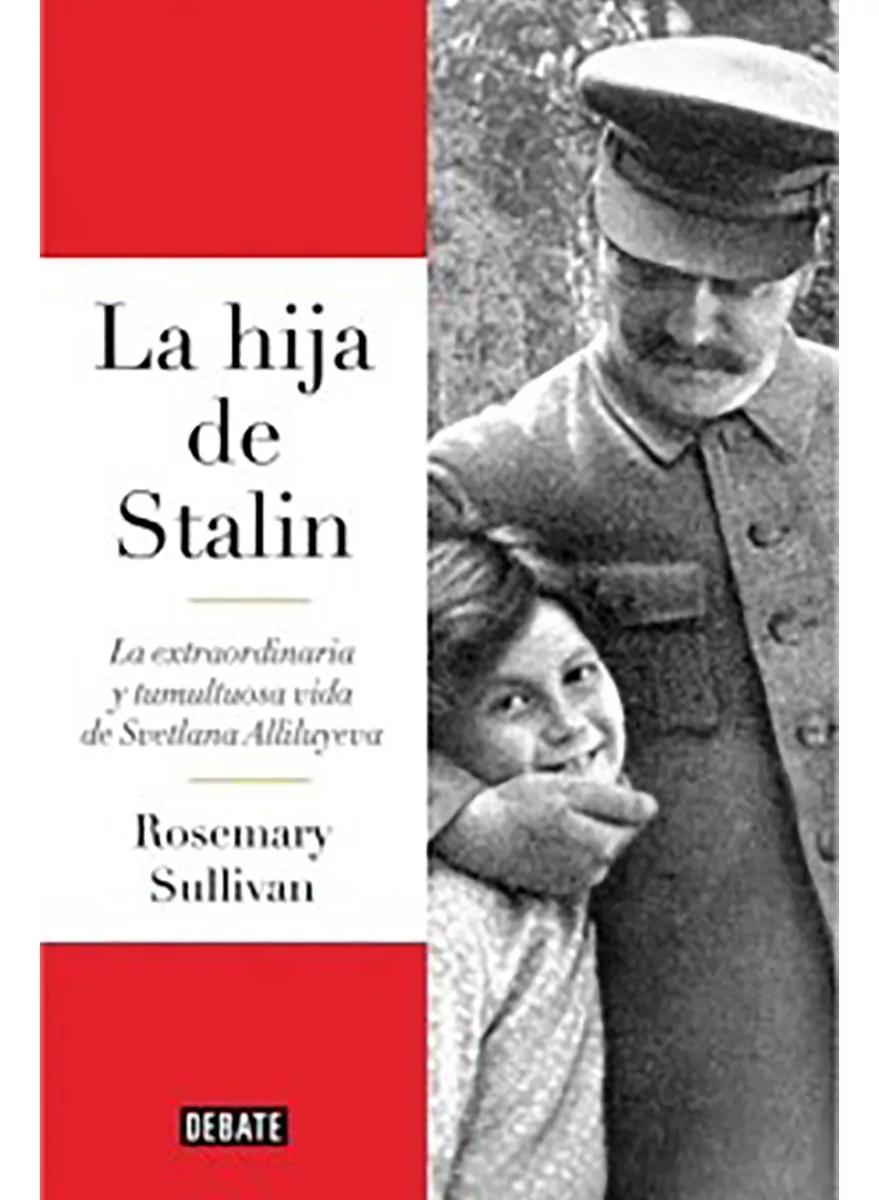 La hija
de
Stalin
La extraordinaria
y tumultuosa vida
de Svetlana Alliluyeva
Rosemary
Sullivan
DEBATE